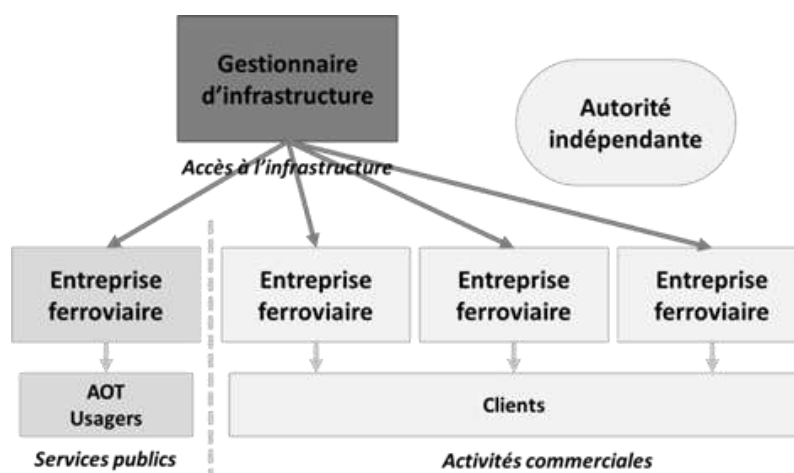 Gestionnaire
d'infrastructure
Autorité
indépendante
Accès à l'infrastructure
Entreprise
ferroviaire
Entreprise
ferroviaire
Entreprise
ferroviaire
Entreprise
ferroviaire
AOT
Usagers
Clients
Services publics
Activités commerciales